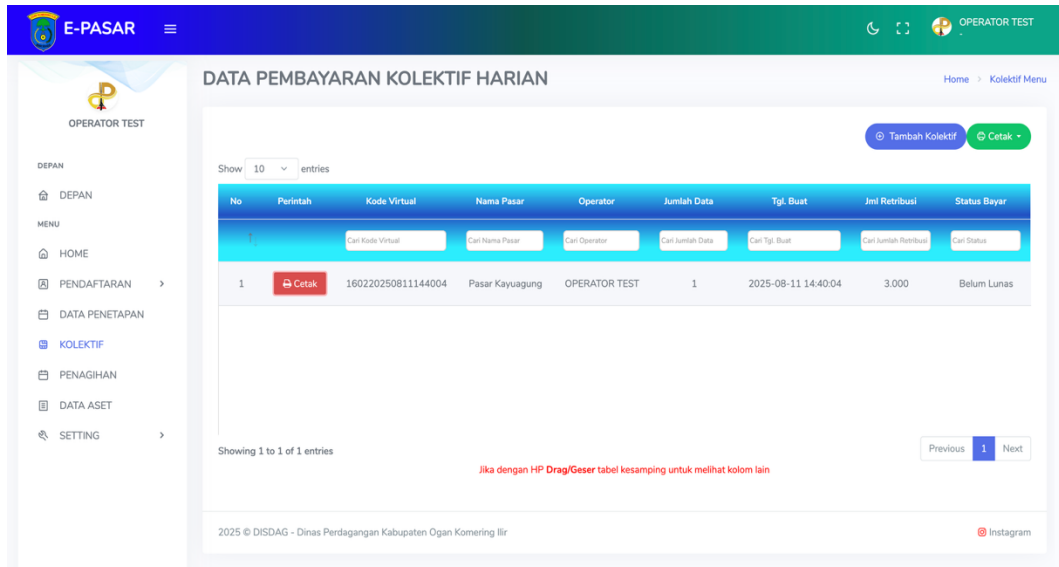 E-PASAR
OPERATOR TEST
-
OPERATOR TEST
DEPAN
DEPAN
MENU
HOME
PENDAFTARAN
DATA PENETAPAN
KOLEKTIF
PENAGIHAN
DATA ASET
SETTING
DATA PEMBAYARAN KOLEKTIF HARIAN
Home > Kolektif Menu
Tambah Kolektif Cetak
Show 10 entries
No Perintah Kode Virtual Nama Pasar Operator Jumlah Data Tgl. Buat Jml Retribusi Status Bayar
Cari Kode Virtual Cari Nama Pasar Cari Operator Cari Jumlah Data Cari Tgl. Buat Cari Jumlah Retribusi Cari Status
1 Cetak 160220250811144004 Pasar Kayuagung OPERATOR TEST 1 2025-08-11 14:40:04 3.000 Belum Lunas
Showing 1 to 1 of 1 entries
Previous 1 Next
Jika dengan HP Drag/Geser tabel kesamping untuk melihat kolom lain
2025 © DISDAG - Dinas Perdagangan Kabupaten Ogan Komering Ilir
Instagram